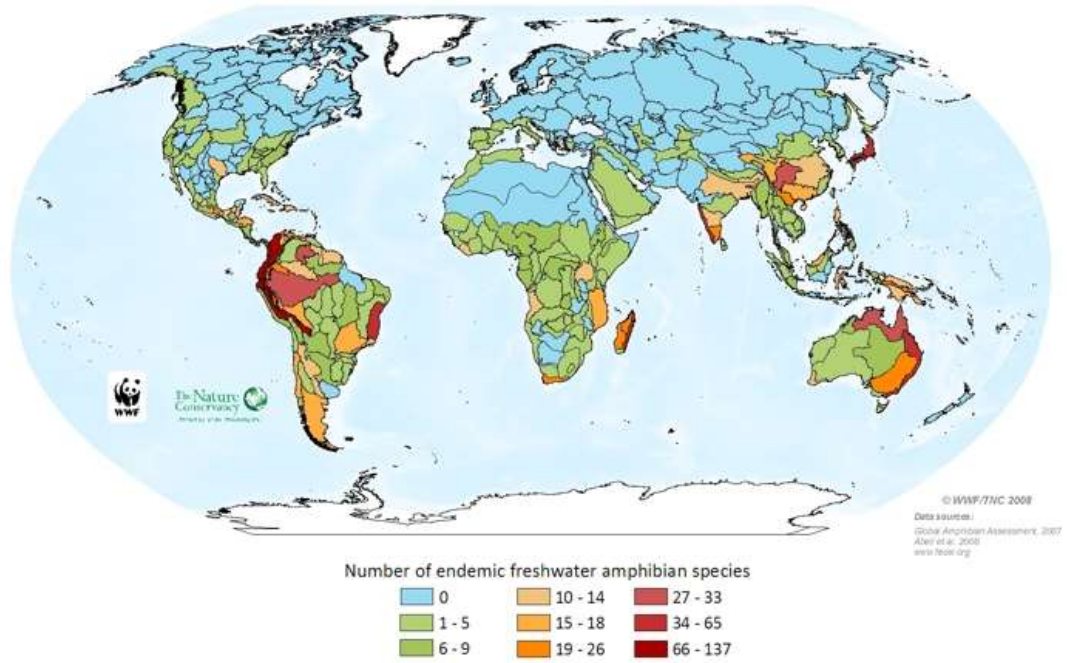 WWF
The Nature
Conservancy
© WWF/TNC 2008
Data sources:
Global Amphibian Assessment, 2007
Abell et al. 2008
www.feow.org
Number of endemic freshwater amphibian species
0
10 - 14
27 - 33
1 - 5
15 - 18
34 - 65
6 - 9
19 - 26
66 - 137